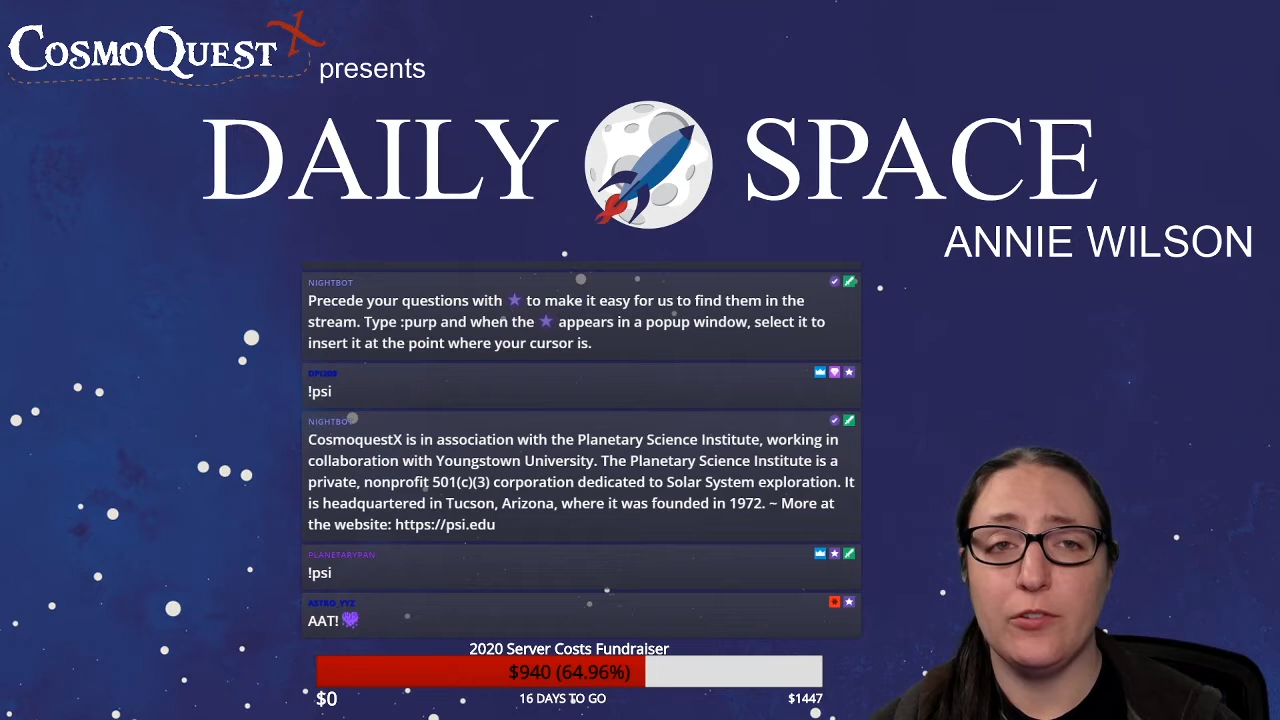 CosmoQuest X
presents
DAILY SPACE
ANNIE WILSON
NIGHTBOT
Precede your questions with ★ to make it easy for us to find them in the
stream. Type :purp and when the ★ appears in a popup window, select it to
insert it at the point where your cursor is.
DPI209
!psi
NIGHTBOT
CosmoquestX is in association with the Planetary Science Institute, working in
collaboration with Youngstown University. The Planetary Science Institute is a
private, nonprofit 501(c)(3) corporation dedicated to Solar System exploration. It
is headquartered in Tucson, Arizona, where it was founded in 1972. ~ More at
the website: https://psi.edu
PLANETARYPAN
!psi
ASTRO_YYZ
AAT! 💜
2020 Server Costs Fundraiser
$940 (64.96%)
$0
16 DAYS TO GO
$1447